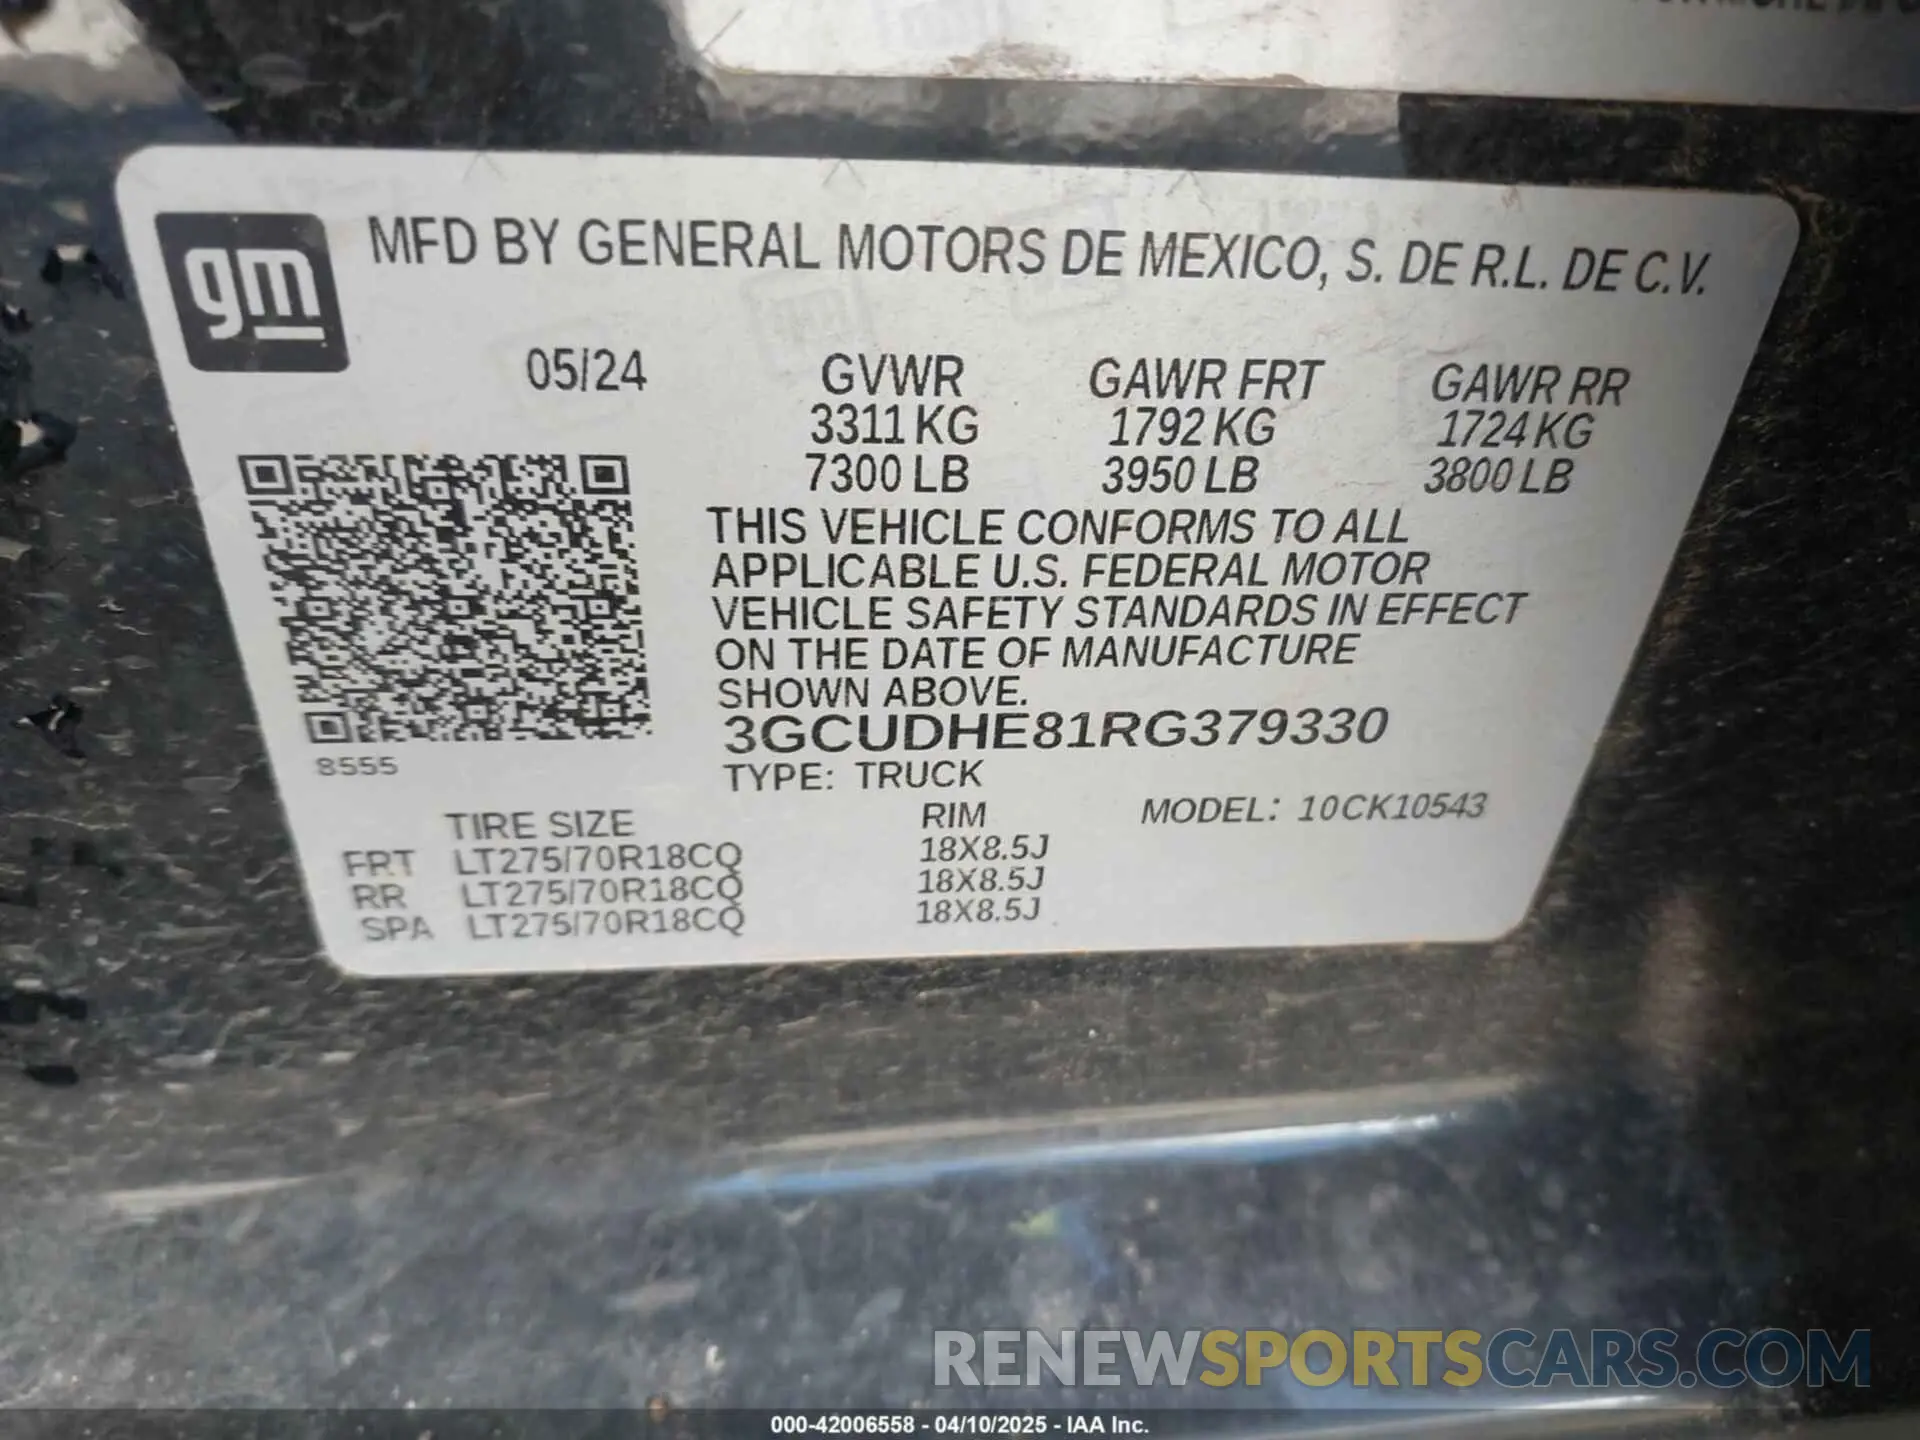 gm
MFD BY GENERAL MOTORS DE MEXICO, S. DE R.L. DE C.V.
05/24 GVWR GAWR FRT GAWR RR
3311 KG 1792 KG 1724 KG
7300 LB 3950 LB 3800 LB
THIS VEHICLE CONFORMS TO ALL
APPLICABLE U.S. FEDERAL MOTOR
VEHICLE SAFETY STANDARDS IN EFFECT
ON THE DATE OF MANUFACTURE
SHOWN ABOVE.
3GCUDHE81RG379330
8555
TYPE: TRUCK
TIRE SIZE RIM MODEL: 10CK10543
FRT LT275/70R18CQ 18X8.5J
RR LT275/70R18CQ 18X8.5J
SPA LT275/70R18CQ 18X8.5J
RENEWSPORTSCARS.COM
000-42006558 - 04/10/2025 - IAA Inc.